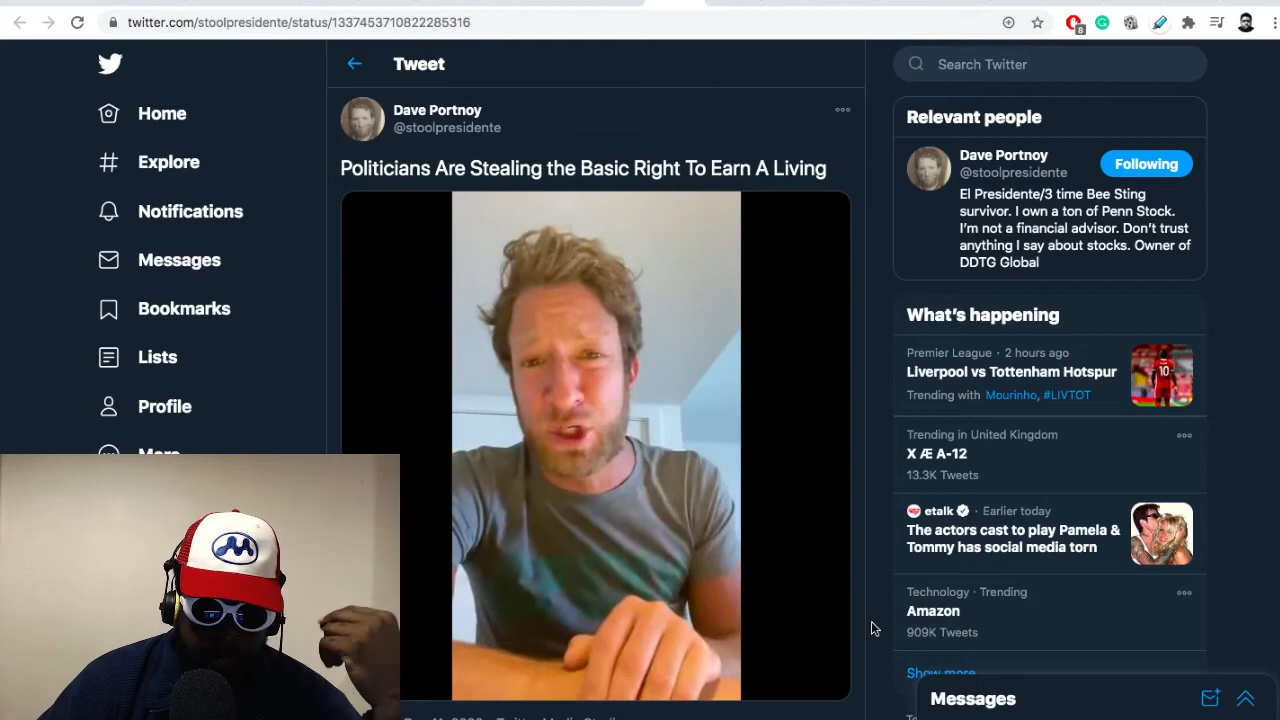 twitter.com/stoolpresidente/status/1337453710822285316
8
Home
Explore
Notifications
Messages
Bookmarks
Lists
Profile
More
Tweet
Dave Portnoy
@stoolpresidente
Politicians Are Stealing the Basic Right To Earn A Living
Search Twitter
Relevant people
Dave Portnoy
@stoolpresidente
Following
El Presidente/3 time Bee Sting
survivor. I own a ton of Penn Stock.
I'm not a financial advisor. Don't trust
anything I say about stocks. Owner of
DDTG Global
What's happening
Premier League · 2 hours ago
Liverpool vs Tottenham Hotspur
Trending with Mourinho, #LIVTOT
10
Trending in United Kingdom
X Æ A-12
13.3K Tweets
etalk · Earlier today
The actors cast to play Pamela &
Tommy has social media torn
Technology · Trending
Amazon
909K Tweets
Show more
Messages
M